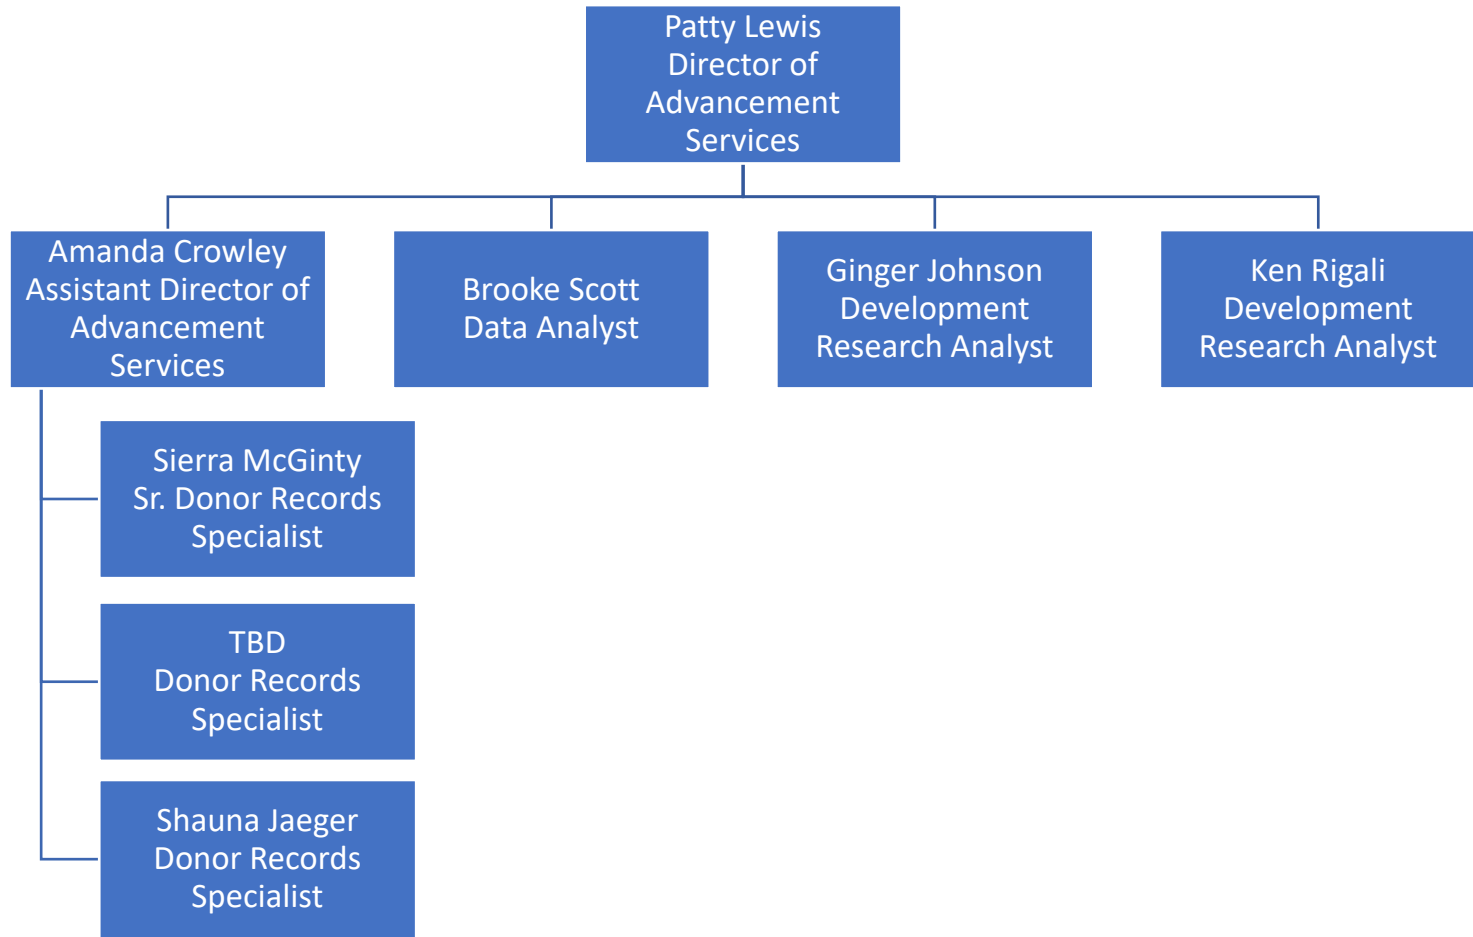 Patty Lewis
Director of
Advancement
Services
Amanda Crowley
Assistant Director of
Advancement
Services
Brooke Scott
Data Analyst
Ginger Johnson
Development
Research Analyst
Ken Rigali
Development
Research Analyst
Sierra McGinty
Sr. Donor Records
Specialist
TBD
Donor Records
Specialist
Shauna Jaeger
Donor Records
Specialist